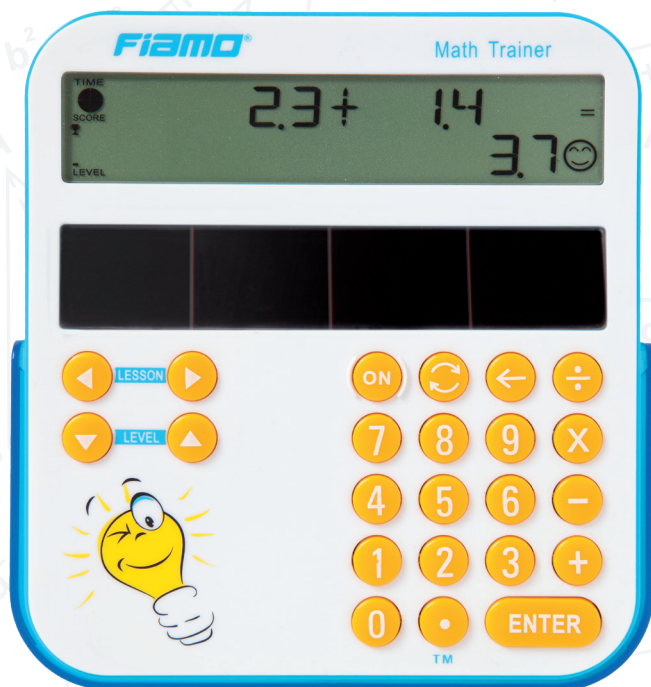 Fiamo®
Math Trainer
TIME
2.3+ 1.4 =
SCORE
3.7
LEVEL
LESSON
ON ÷
LEVEL
7 8 9 X
4 5 6 −
1 2 3 +
0 . ENTER
TM